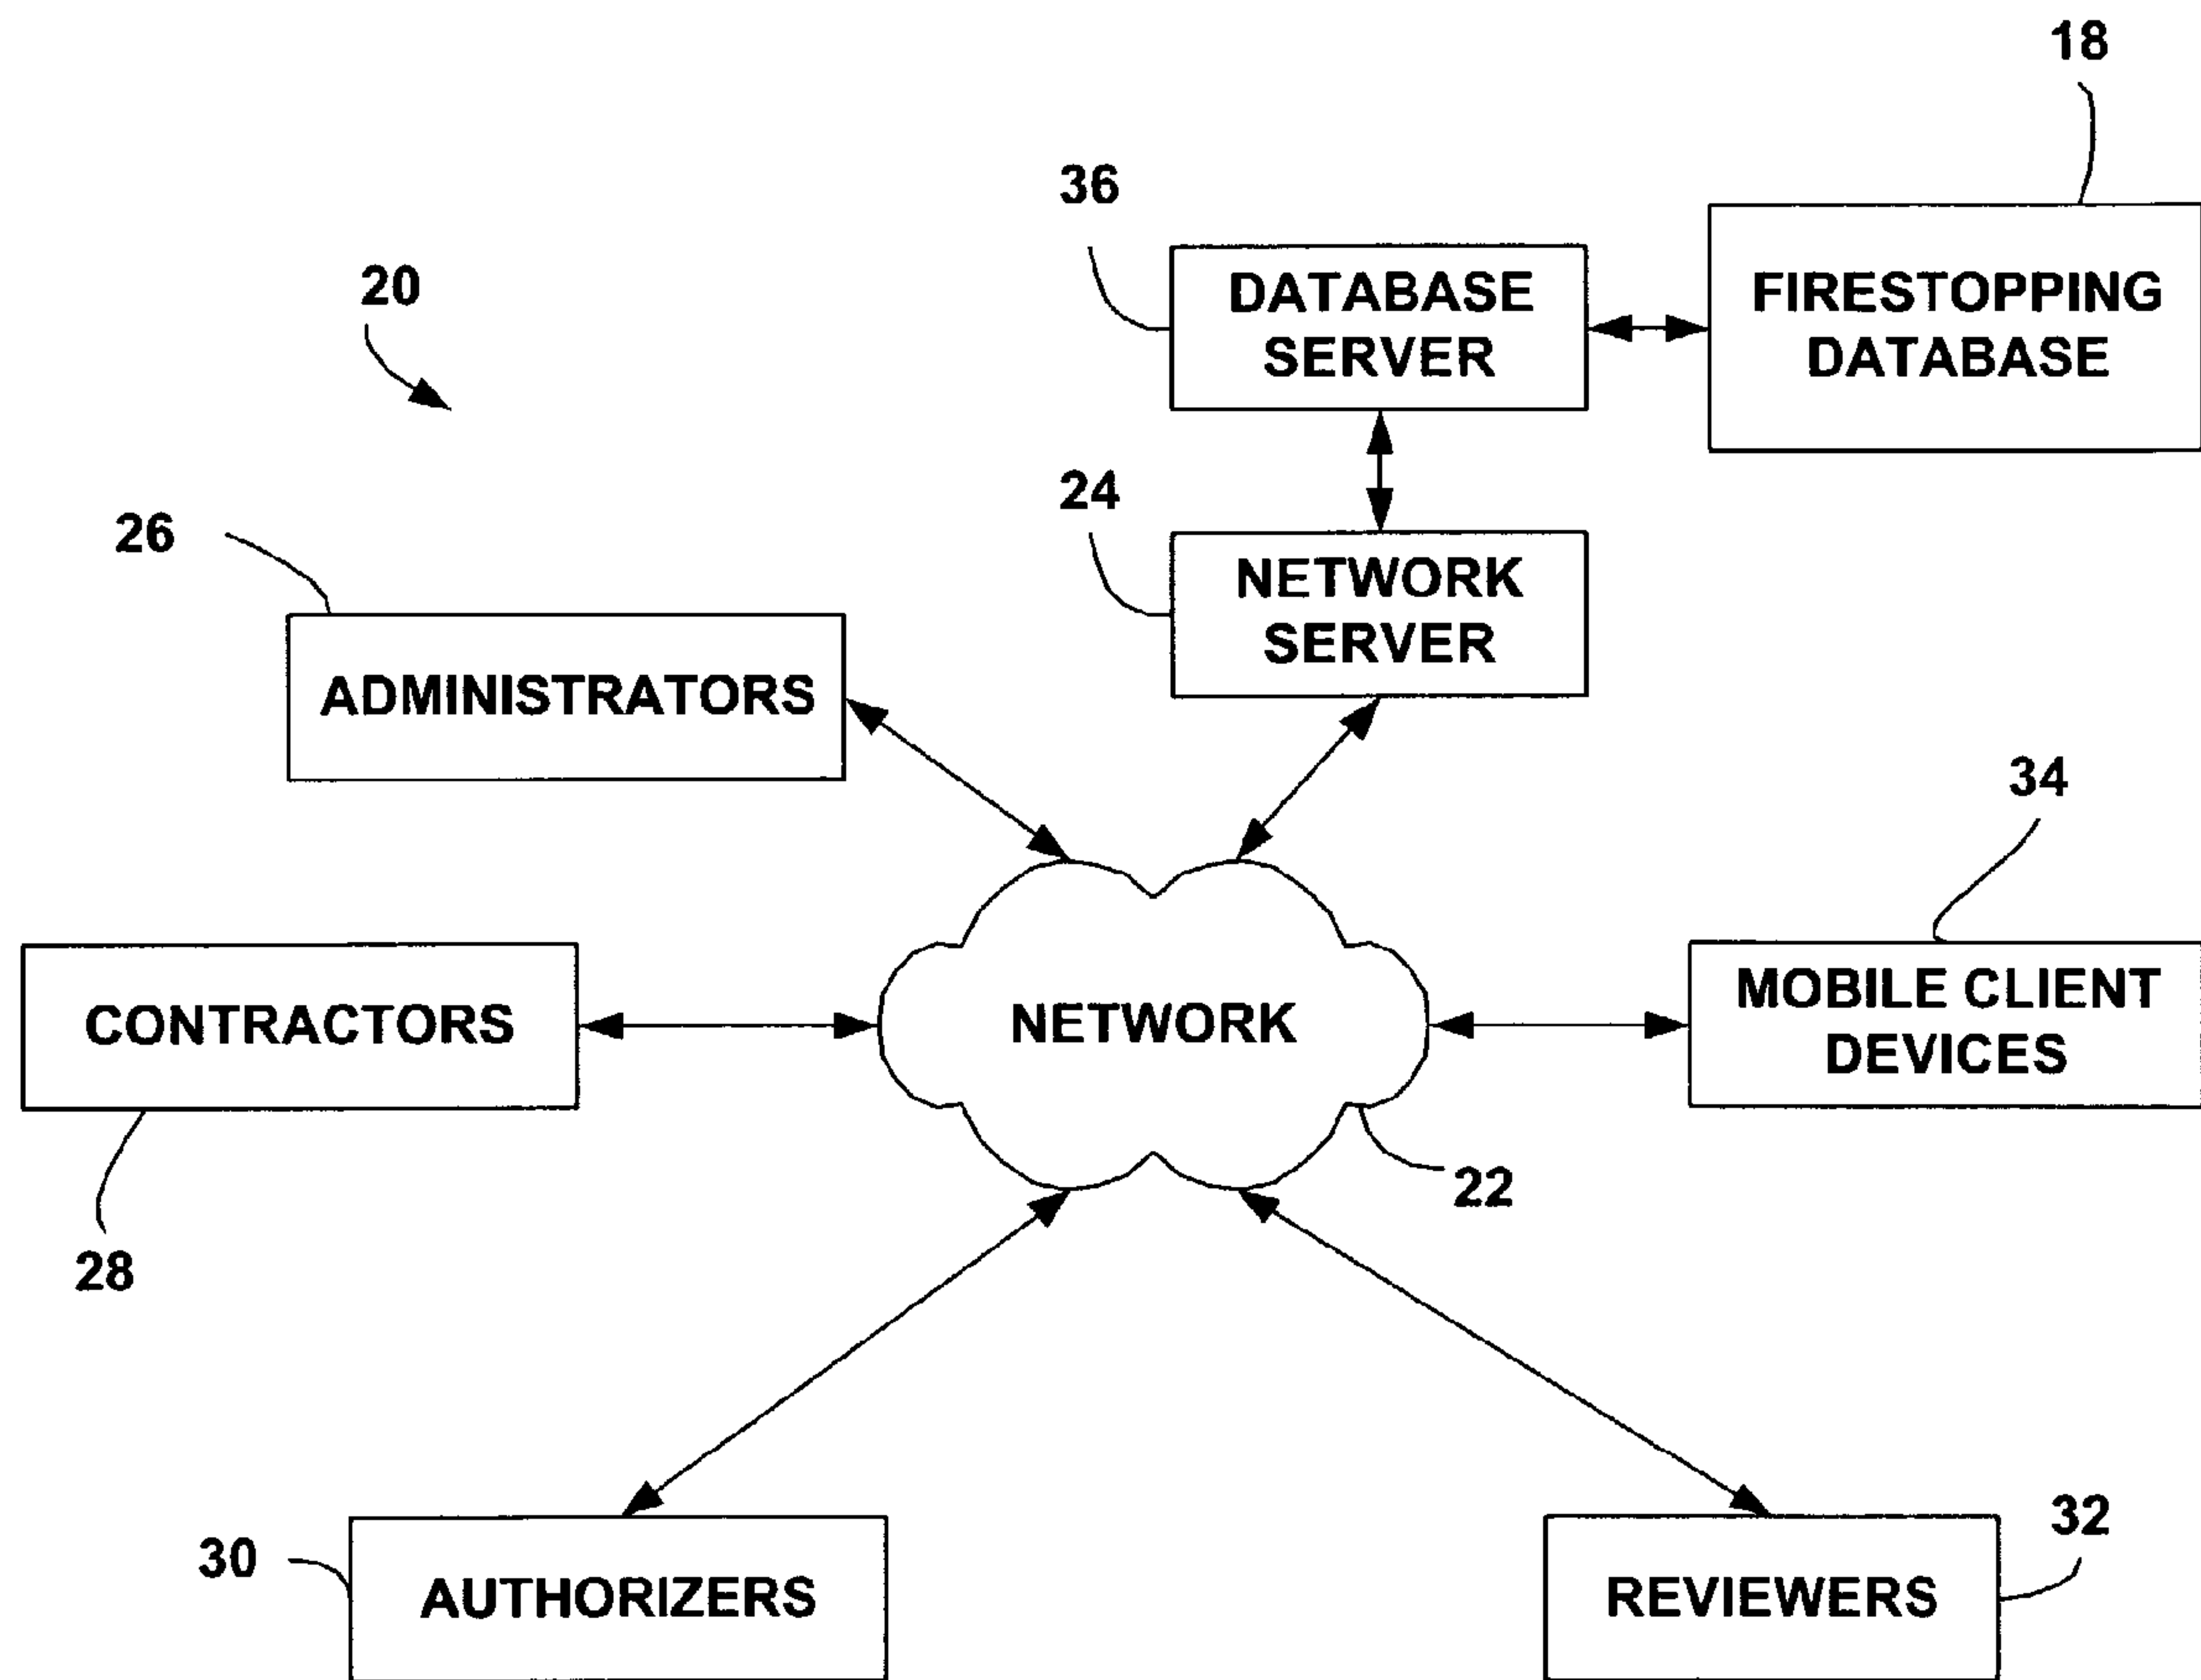 18
36
20
DATABASE
SERVER
FIRESTOPPING
DATABASE
24
26
NETWORK
SERVER
ADMINISTRATORS
34
CONTRACTORS
NETWORK
MOBILE CLIENT
DEVICES
22
28
30
AUTHORIZERS
32
REVIEWERS